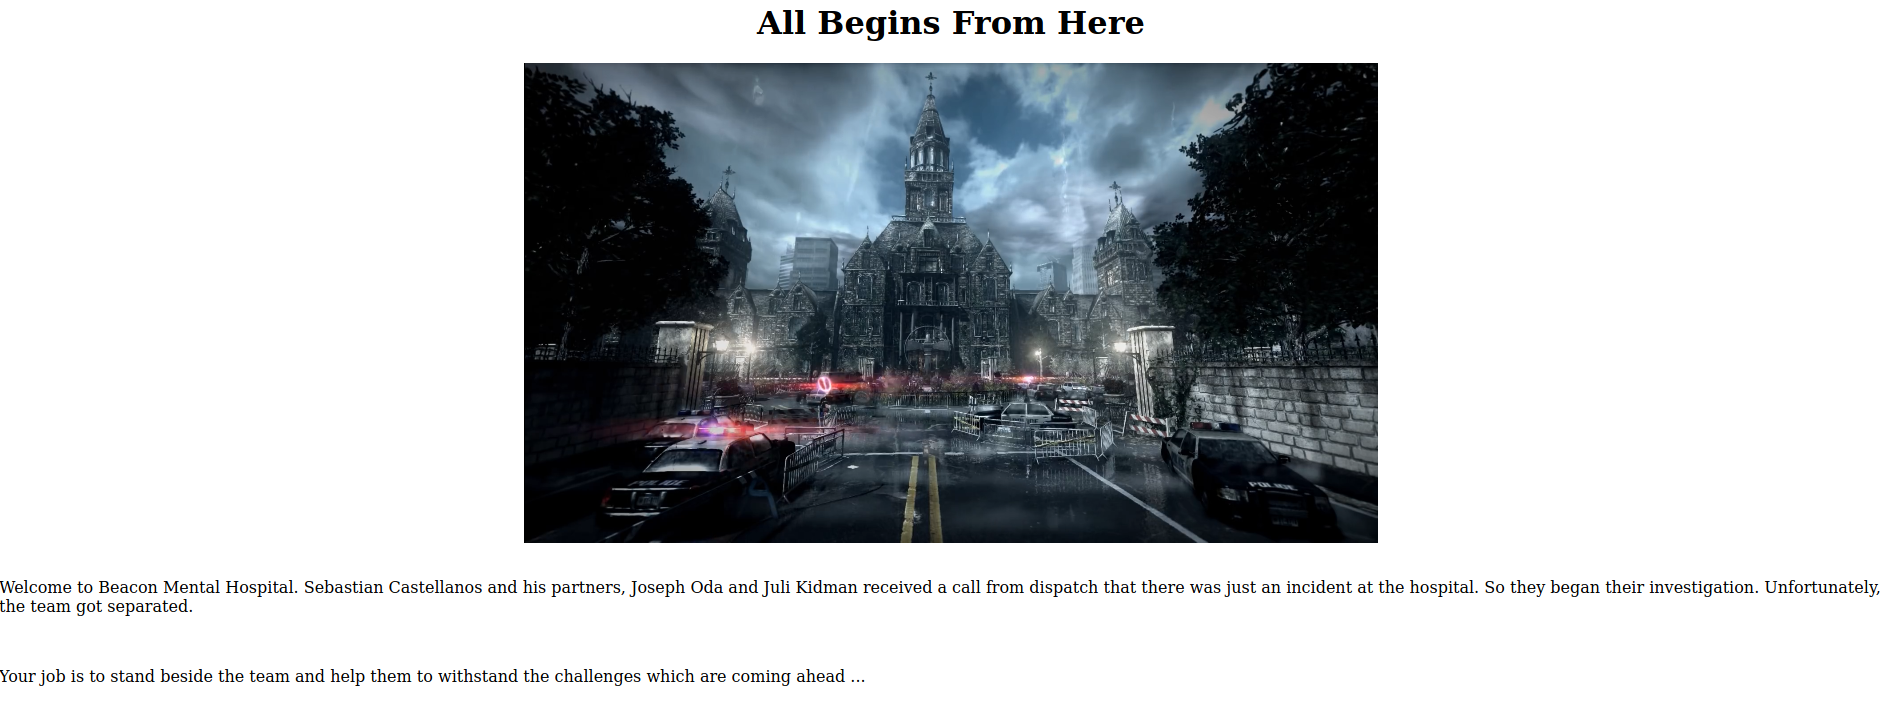 All Begins From Here
POLICE
POLICE
Welcome to Beacon Mental Hospital. Sebastian Castellanos and his partners, Joseph Oda and Juli Kidman received a call from dispatch that there was just an incident at the hospital. So they began their investigation. Unfortunately,
the team got separated.
Your job is to stand beside the team and help them to withstand the challenges which are coming ahead ...